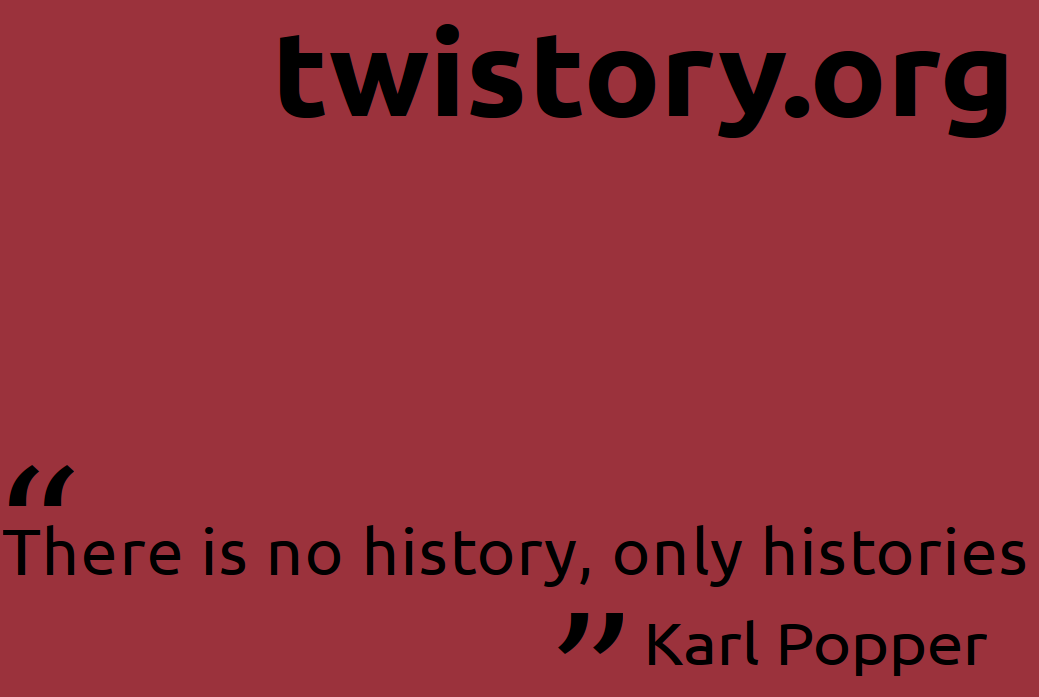 twistory.org
“
There is no history, only histories
” Karl Popper